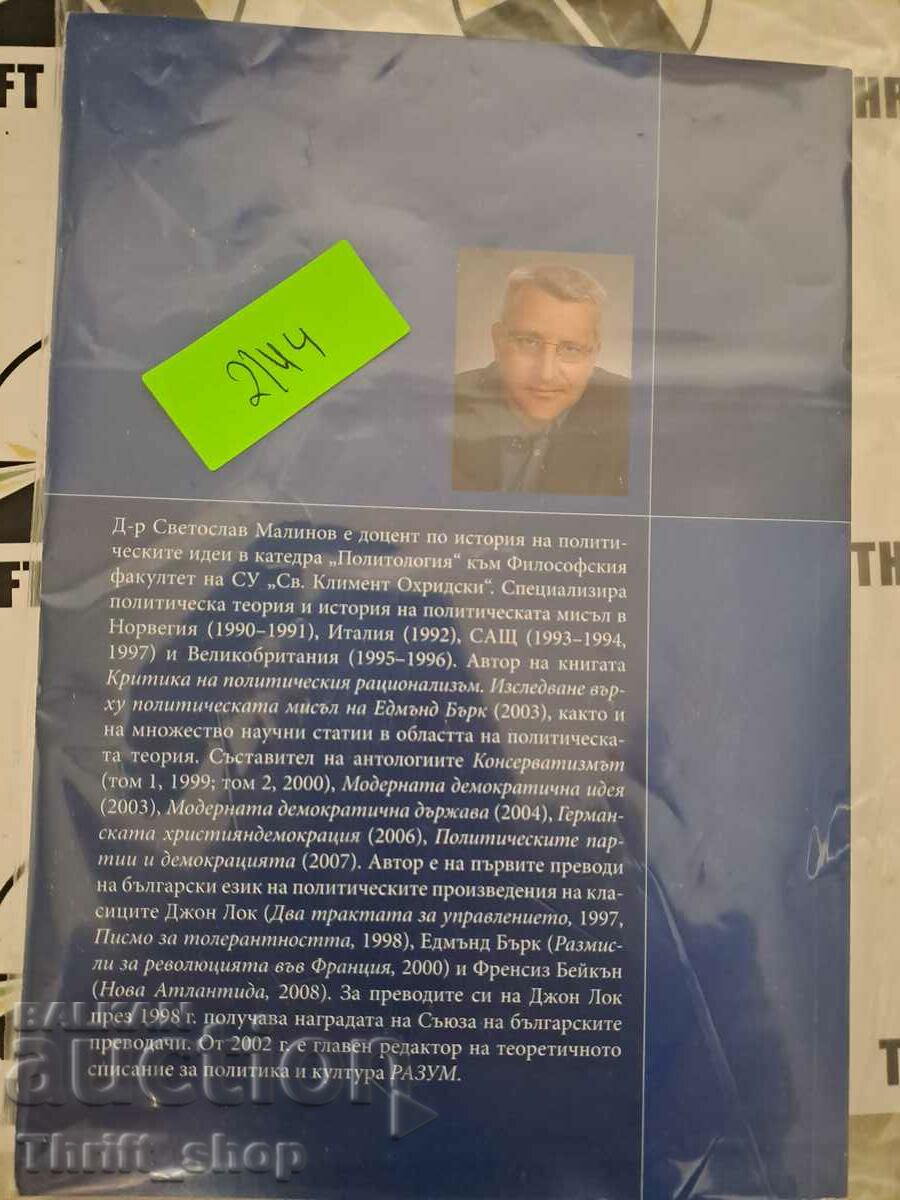 FT
THR
2144
Д-р Светослав Малинов е доцент по история на полити-
ческите идеи в катедра „Политология“ към Философския
факултет на СУ „Св. Климент Охридски“. Специализира
политическа теория и история на политическата мисъл в
Норвегия (1990–1991), Италия (1992), САЩ (1993–1994,
1997) и Великобритания (1995–1996). Автор на книгата
Критика на политическия рационализъм. Изследване вър-
ху политическата мисъл на Едмънд Бърк (2003), както и
на множество научни статии в областта на политическа-
та теория. Съставител на антологиите Консерватизмът
(том 1, 1999; том 2, 2000), Модерната демократична идея
(2003), Модерната демократична държава (2004), Герман-
ската християндемокрация (2006), Политическите пар-
тии и демокрацията (2007). Автор е на първите преводи
на български език на политическите произведения на кла-
сиците Джон Лок (Два трактата за управлението, 1997,
Писмо за толерантността, 1998), Едмънд Бърк (Размис-
ли за революцията във Франция, 2000) и Френсиз Бейкън
(Нова Атлантида, 2008). За преводите си на Джон Лок
през 1998 г. получава наградата на Съюза на българските
преводачи. От 2002 г. е главен редактор на теоретичното
списание за политика и култура РАЗУМ.
BALKAN
auction
Thrift_shop